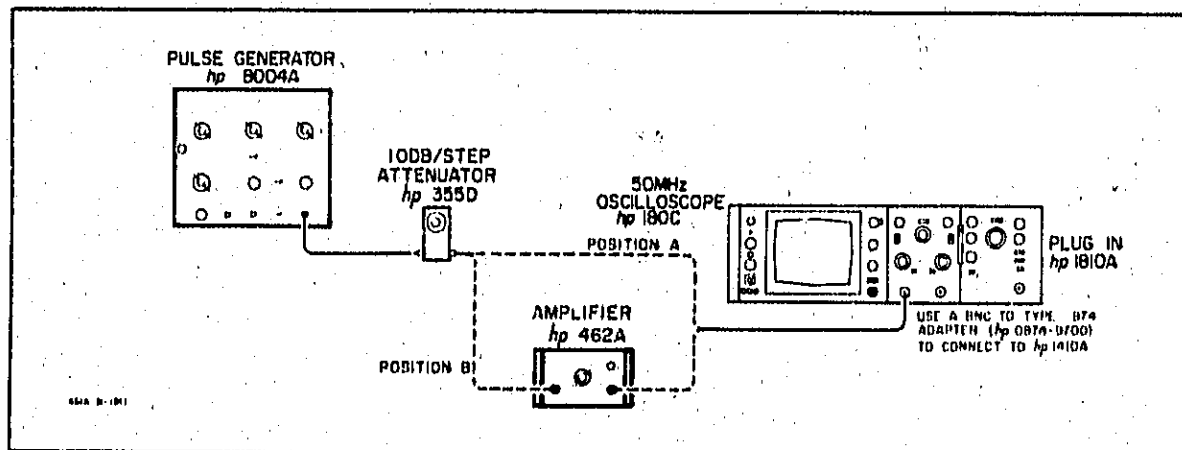 PULSE GENERATOR
hp 8004A
10DB/STEP
ATTENUATOR
hp 355D
50MHz
OSCILLOSCOPE
hp 180C
POSITION A
PLUG IN
hp 1810A
USE A BNC TO TYPE 874
ADAPTER (hp 0874-9700)
TO CONNECT TO hp 1410A
AMPLIFIER
hp 462A
POSITION B